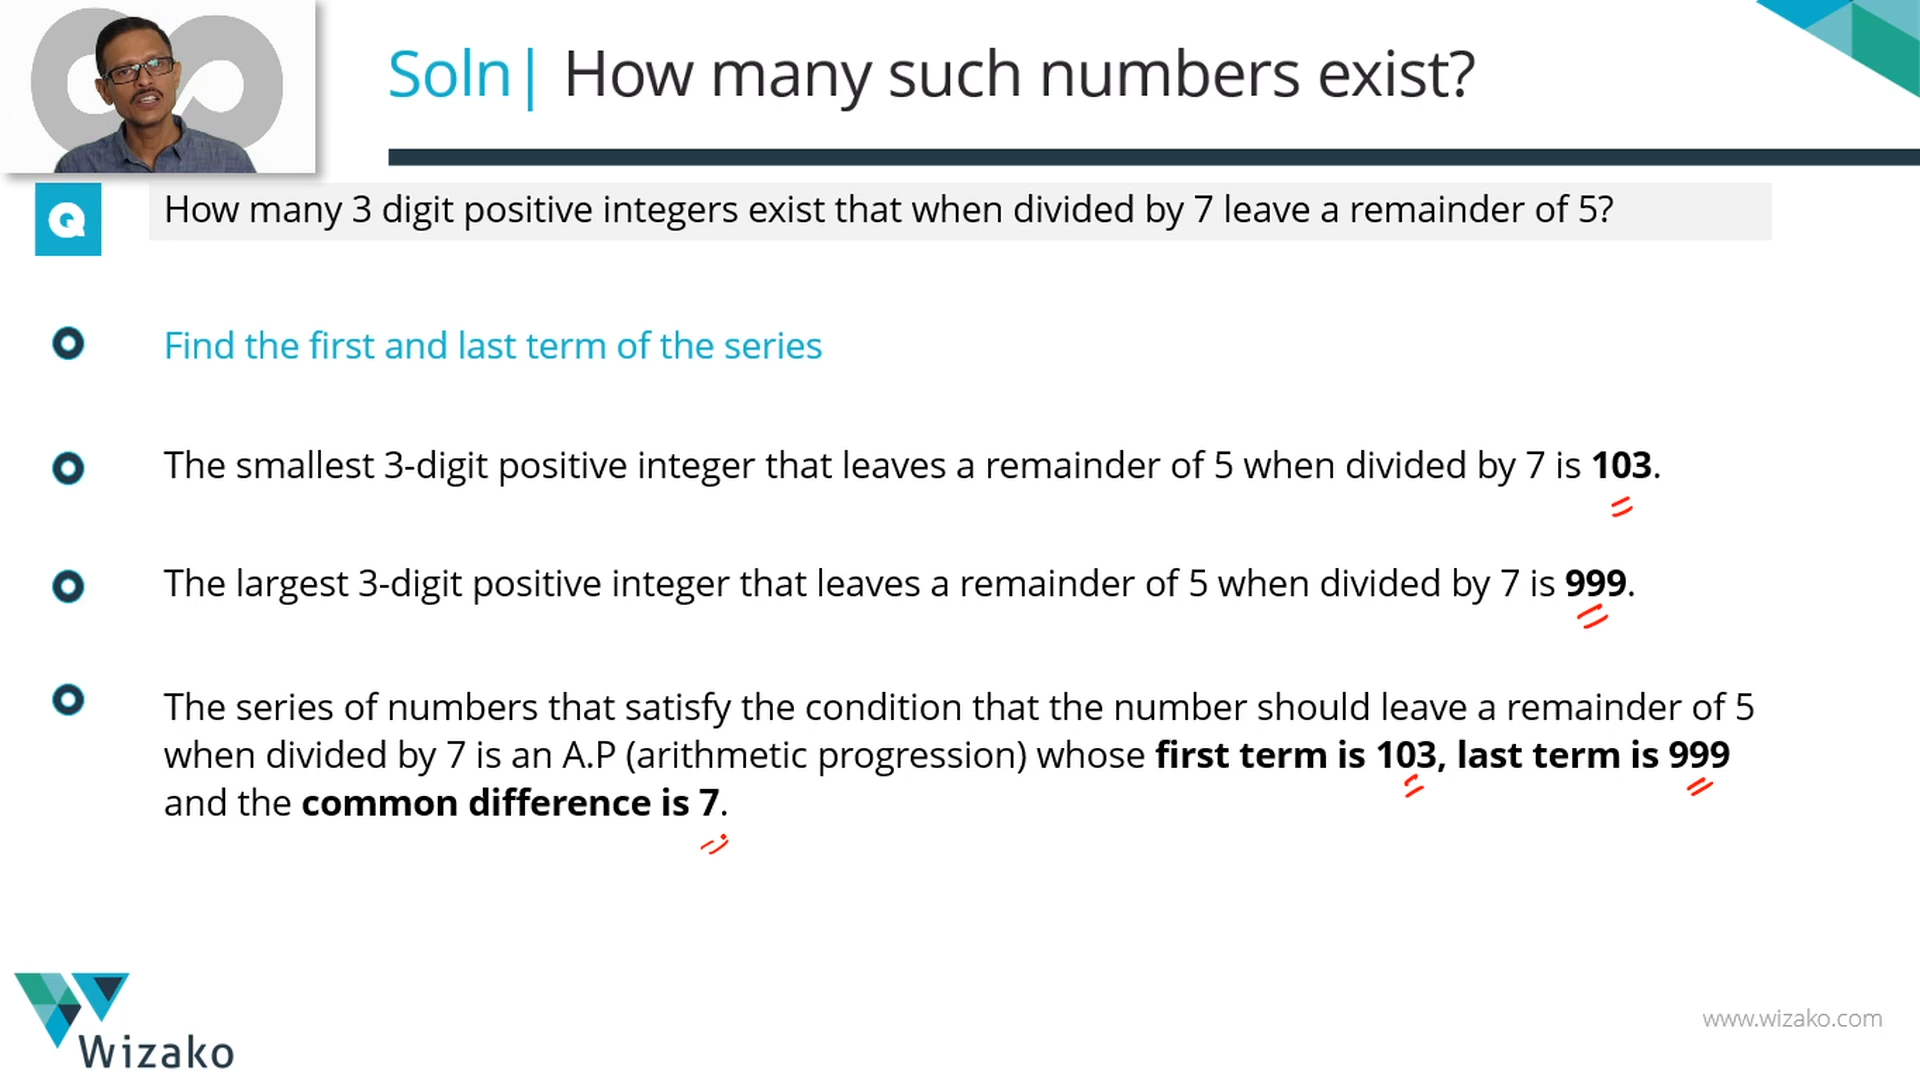 Soln| How many such numbers exist?
Q
How many 3 digit positive integers exist that when divided by 7 leave a remainder of 5?
Find the first and last term of the series
The smallest 3-digit positive integer that leaves a remainder of 5 when divided by 7 is 103.
The largest 3-digit positive integer that leaves a remainder of 5 when divided by 7 is 999.
The series of numbers that satisfy the condition that the number should leave a remainder of 5
when divided by 7 is an A.P (arithmetic progression) whose first term is 103, last term is 999
and the common difference is 7.
Wizako
www.wizako.com